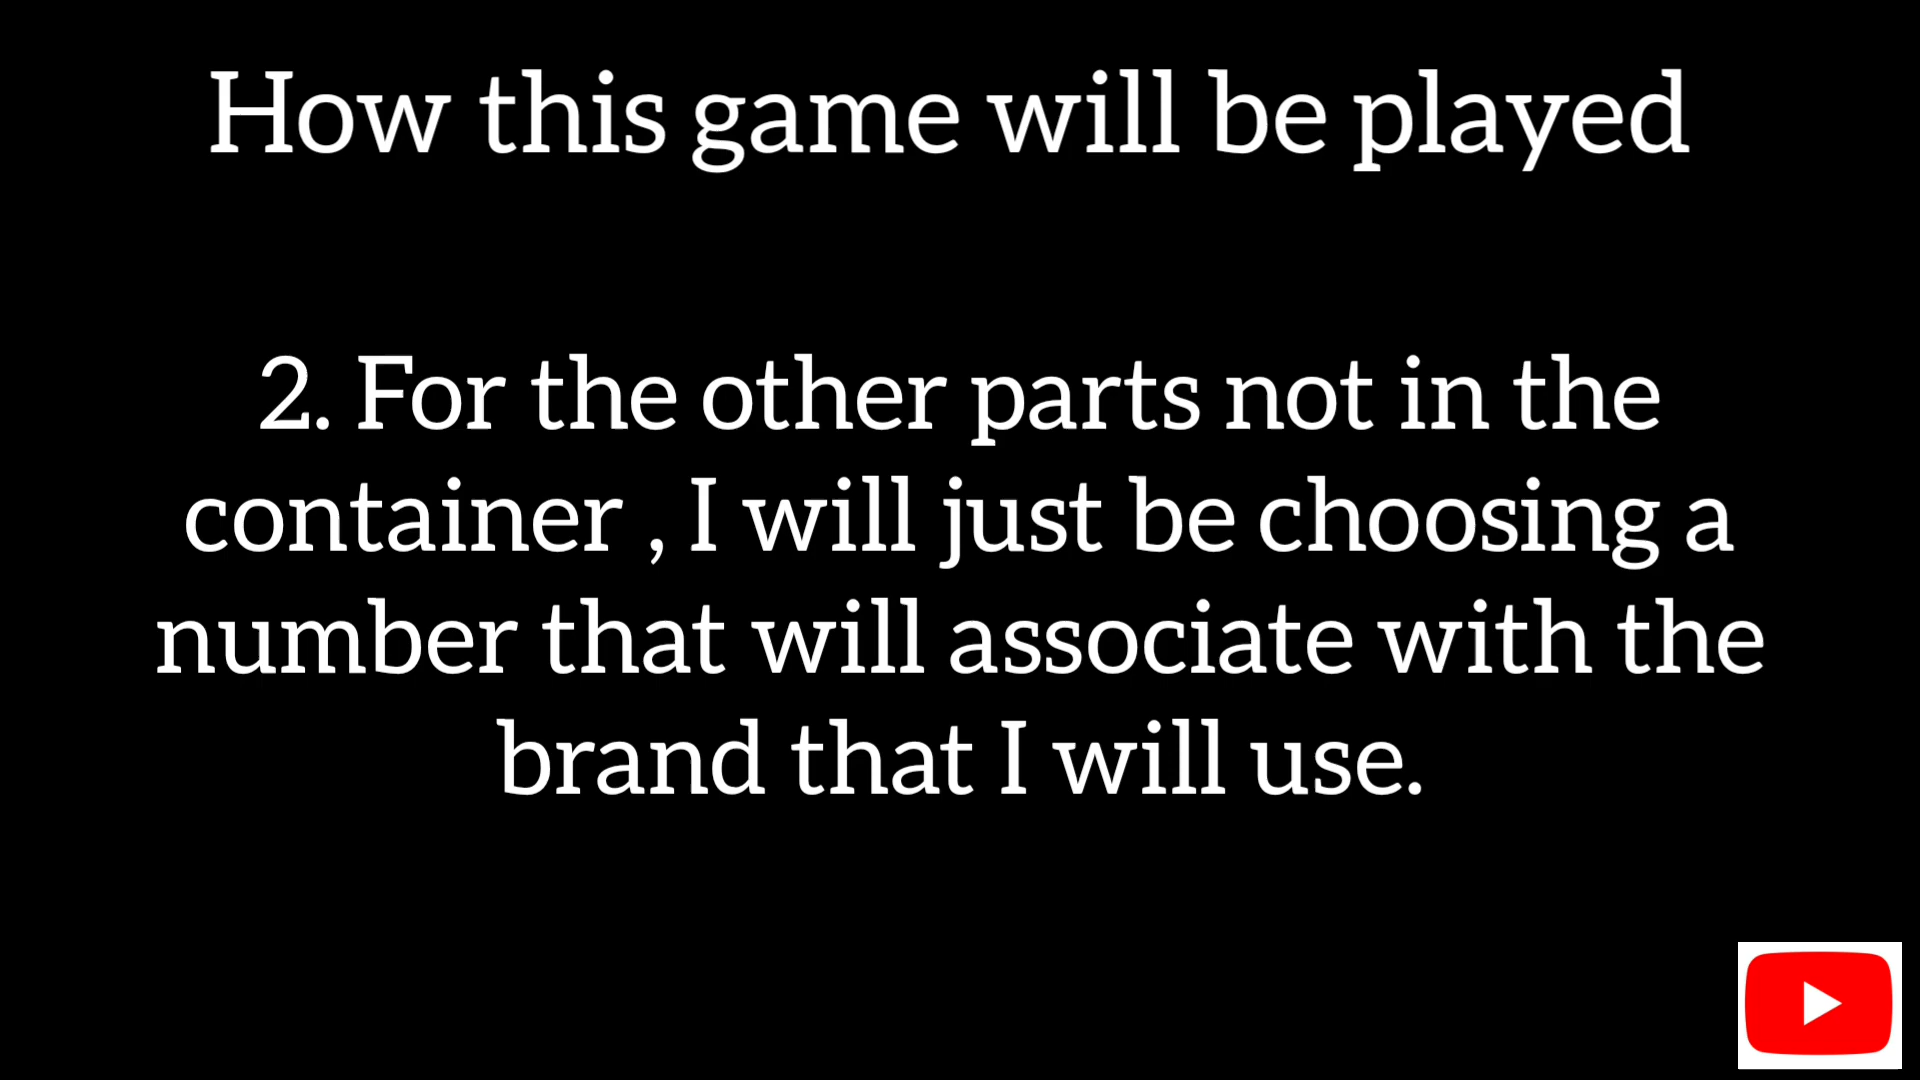 How this game will be played
2. For the other parts not in the
container , I will just be choosing a
number that will associate with the
brand that I will use.